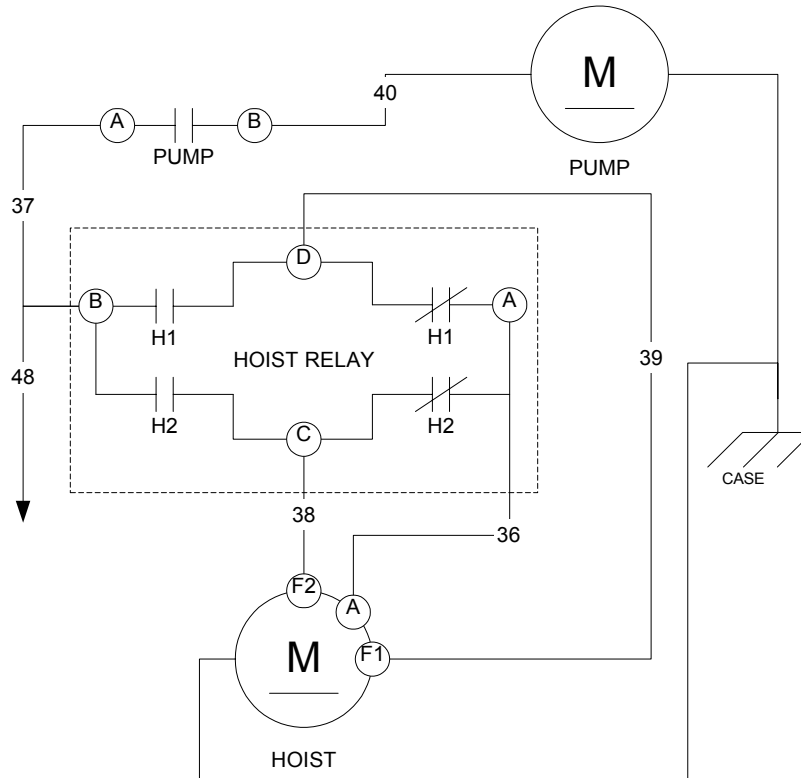 M
40
A
B
PUMP
PUMP
37
D
B
A
H1
H1
HOIST RELAY
39
48
H2
H2
C
CASE
38
36
F2
A
M
F1
HOIST